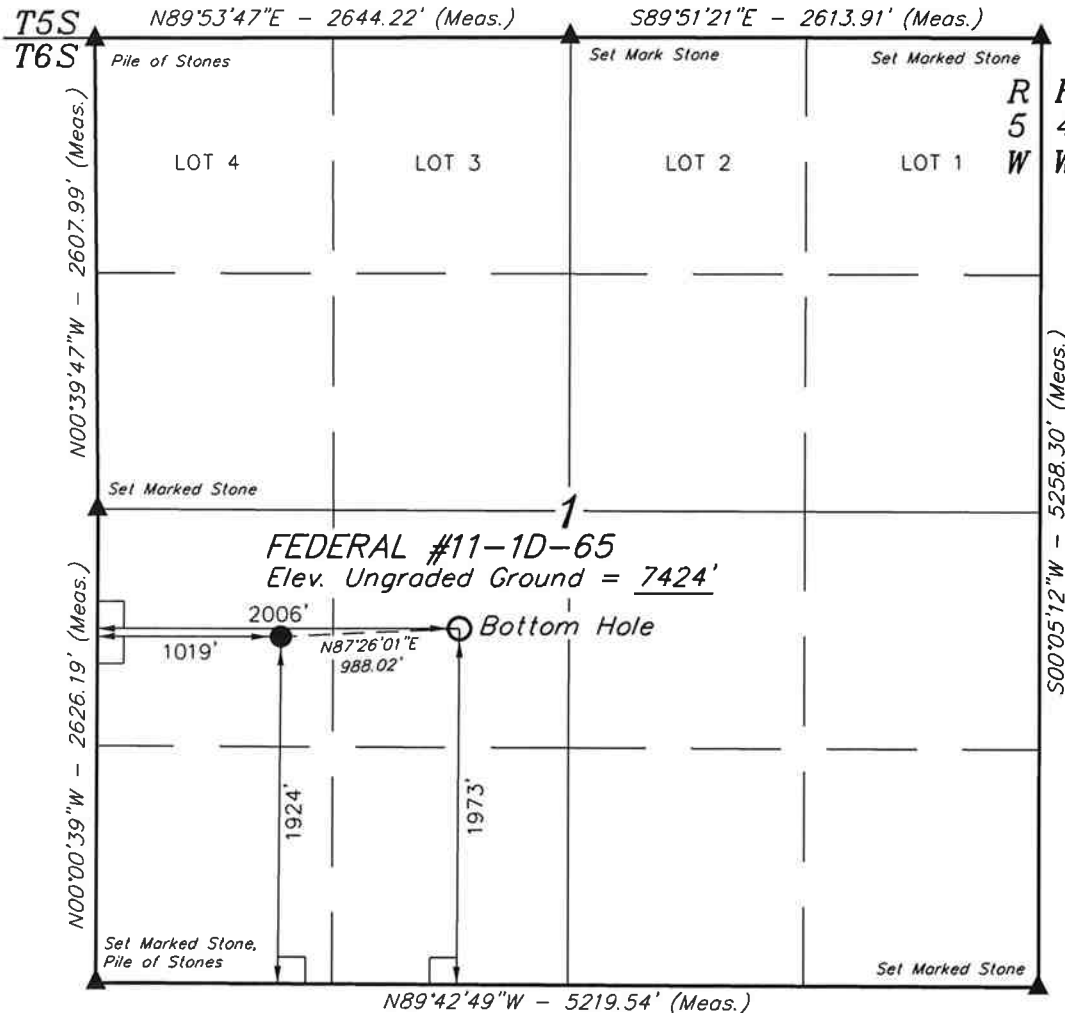 T5S
T6S
N89°53'47"E - 2644.22' (Meas.)
S89°51'21"E - 2613.91' (Meas.)
Pile of Stones
Set Mark Stone
Set Marked Stone
R
5
4
W
LOT 4
LOT 3
LOT 2
LOT 1
N00°39'47"W - 2607.99' (Meas.)
S00°05'12"W - 5258.30' (Meas.)
Set Marked Stone
1
FEDERAL #11-1D-65
Elev. Ungraded Ground = 7424'
2006'
Bottom Hole
1019'
N87°26'01"E
988.02'
N00°00'39"W - 2626.19' (Meas.)
1924'
1973'
Set Marked Stone,
Pile of Stones
Set Marked Stone
N89°42'49"W - 5219.54' (Meas.)